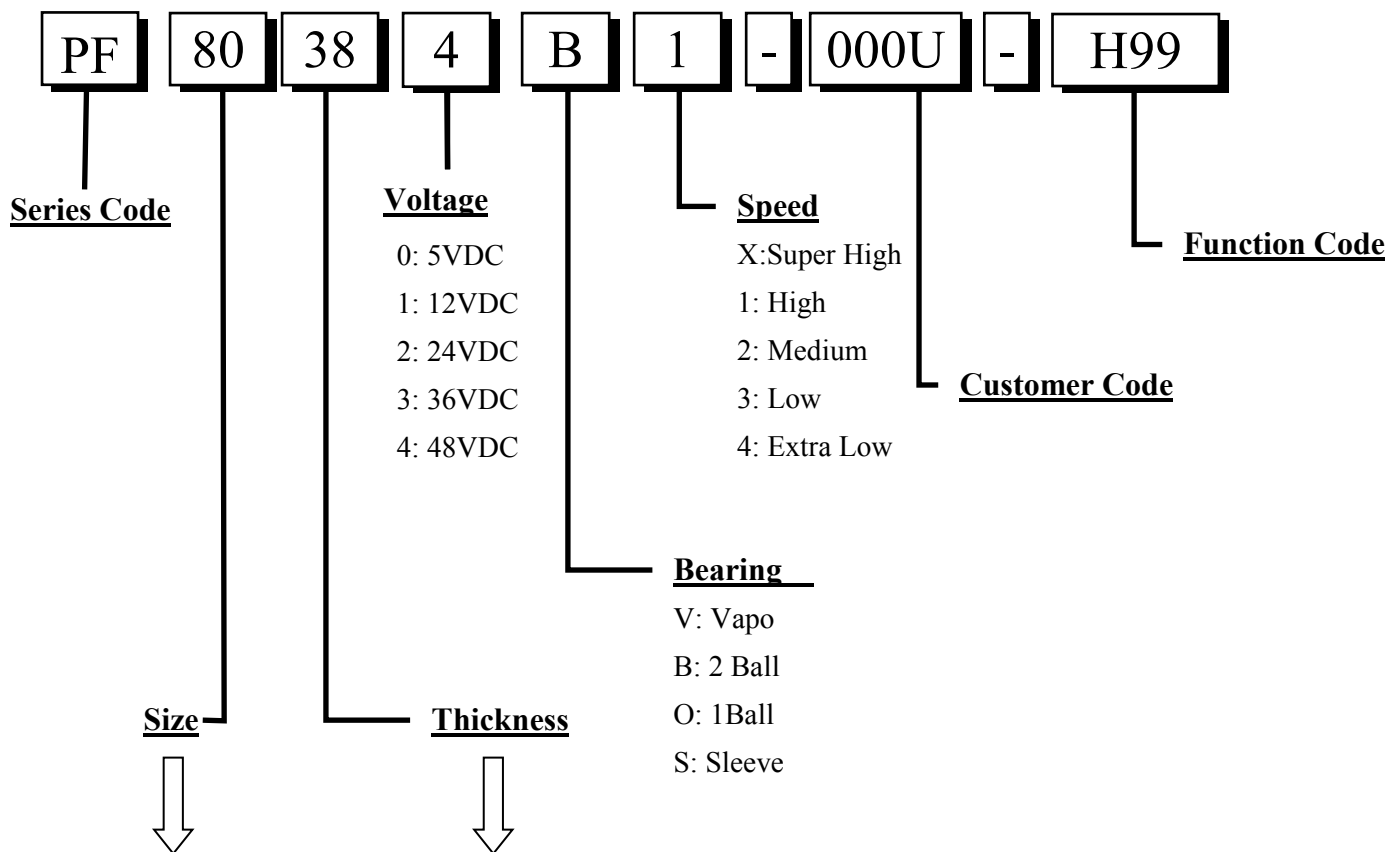 PF 80 38 4 B 1 - 000U - H99
Series Code
Voltage
0: 5VDC
1: 12VDC
2: 24VDC
3: 36VDC
4: 48VDC
Speed
X:Super High
1: High
2: Medium
3: Low
4: Extra Low
Function Code
Customer Code
Bearing
V: Vapo
B: 2 Ball
O: 1Ball
S: Sleeve
Size
Thickness